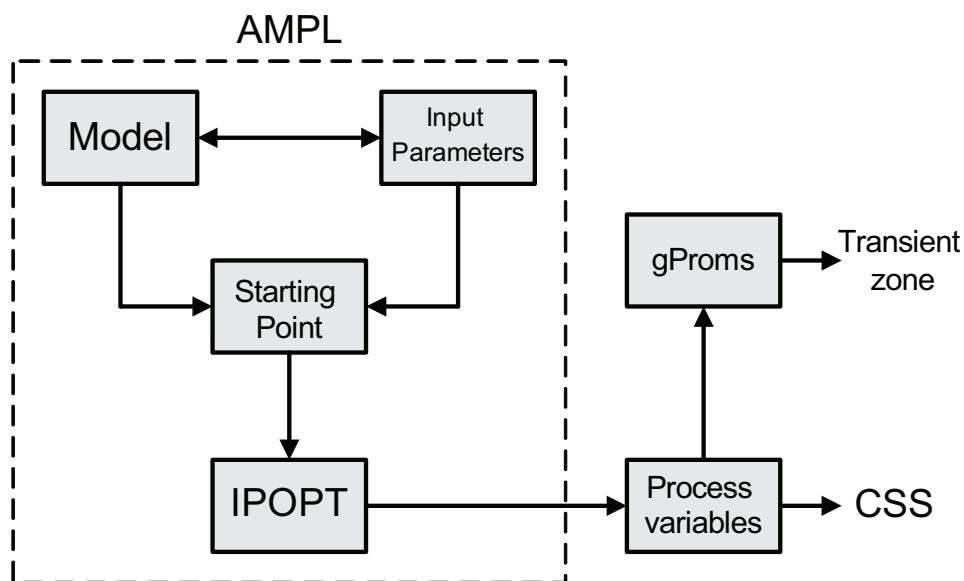 AMPL
Model
Input
Parameters
Starting
Point
IPOPT
gProms
Transient
zone
Process
variables
CSS